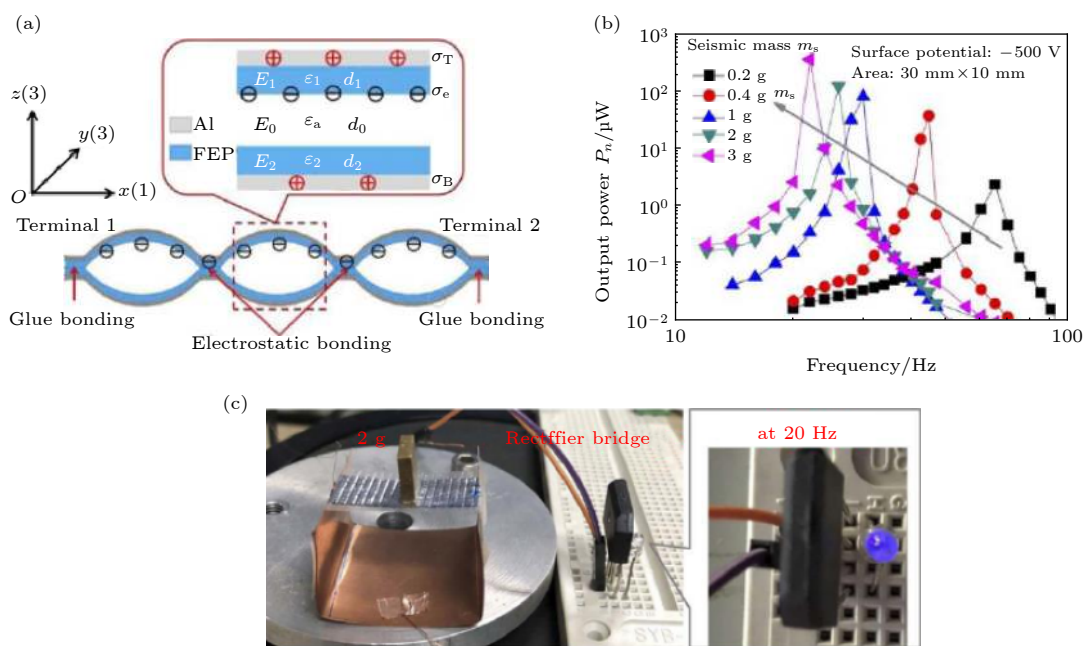 (a)
σT
E1 ε1 d1
σe
Al
E0 εa d0
FEP
E2 ε2 d2
σB
z(3)
y(3)
O
x(1)
Terminal 1
Terminal 2
Glue bonding
Glue bonding
Electrostatic bonding
(b)
Output power Pn/µW
10³
10²
10¹
10⁰
10⁻¹
10⁻²
Seismic mass ms
0.2 g
0.4 g
1 g
2 g
3 g
ms
Surface potential: −500 V
Area: 30 mm×10 mm
10
100
Frequency/Hz
(c)
2 g
Rectifier bridge
at 20 Hz
SYB-